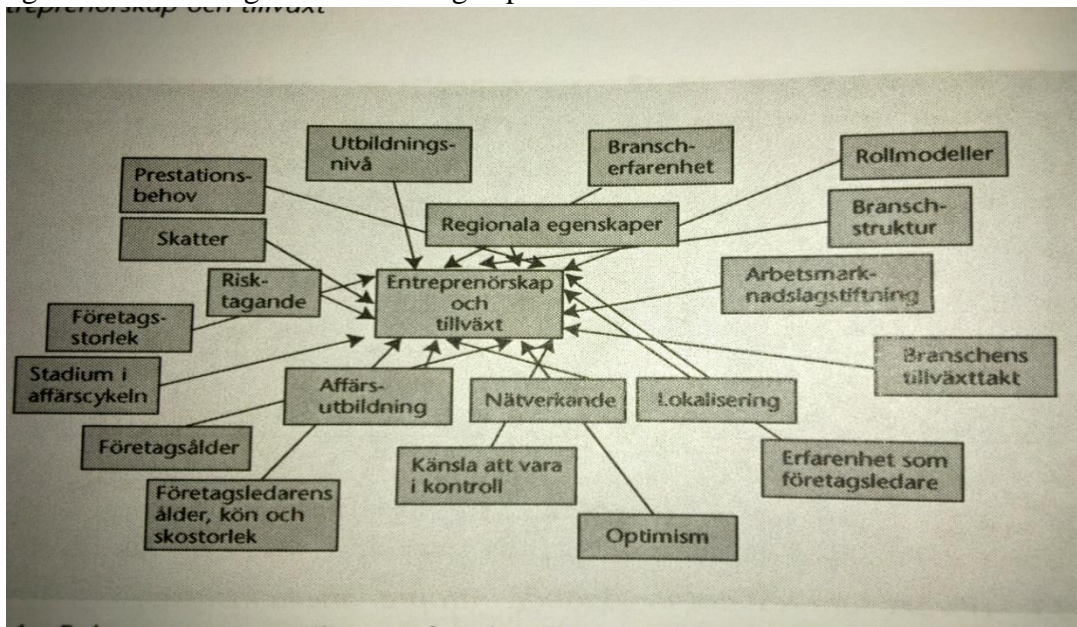 treprenörskap och tillväxt
Utbildnings-
nivå
Bransch-
erfarenhet
Rollmodeller
Prestations-
behov
Regionala egenskaper
Bransch-
struktur
Skatter
Risk-
tagande
Entreprenörskap
och
tillväxt
Arbetsmark-
nadslagstiftning
Företags-
storlek
Branschens
tillväxttakt
Stadium i
affärscykeln
Affärs-
utbildning
Nätverkande
Lokalisering
Företagsålder
Känsla att vara
i kontroll
Erfarenhet som
företagsledare
Företagsledarens
ålder, kön och
skostorlek
Optimism